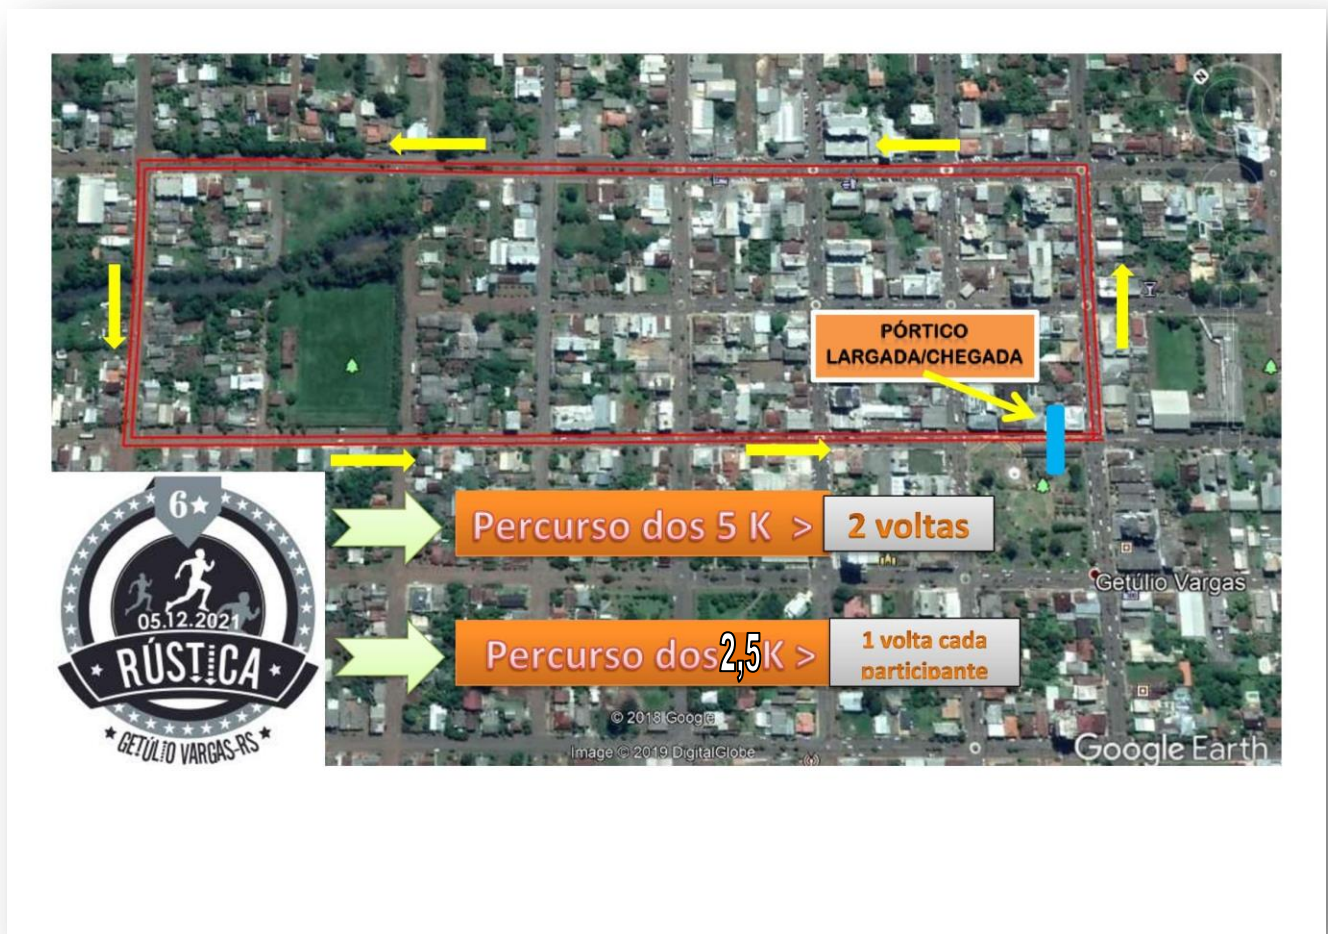 PÓRTICO
LARGADA/CHEGADA
Percurso dos 5 K >
2 voltas
Getúlio Vargas
Percurso dos 2,5 K >
1 volta cada
participante
6
05.12.2021
RÚSTICA
GETÚLIO VARGAS-RS
© 2018 Google
Image © 2019 DigitalGlobe
Google Earth